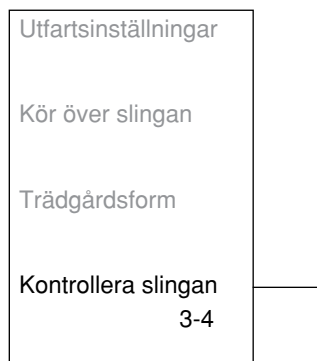 Utfartsinställningar
Kör över slingan
Trädgårdsform
Kontrollera slingan
3-4